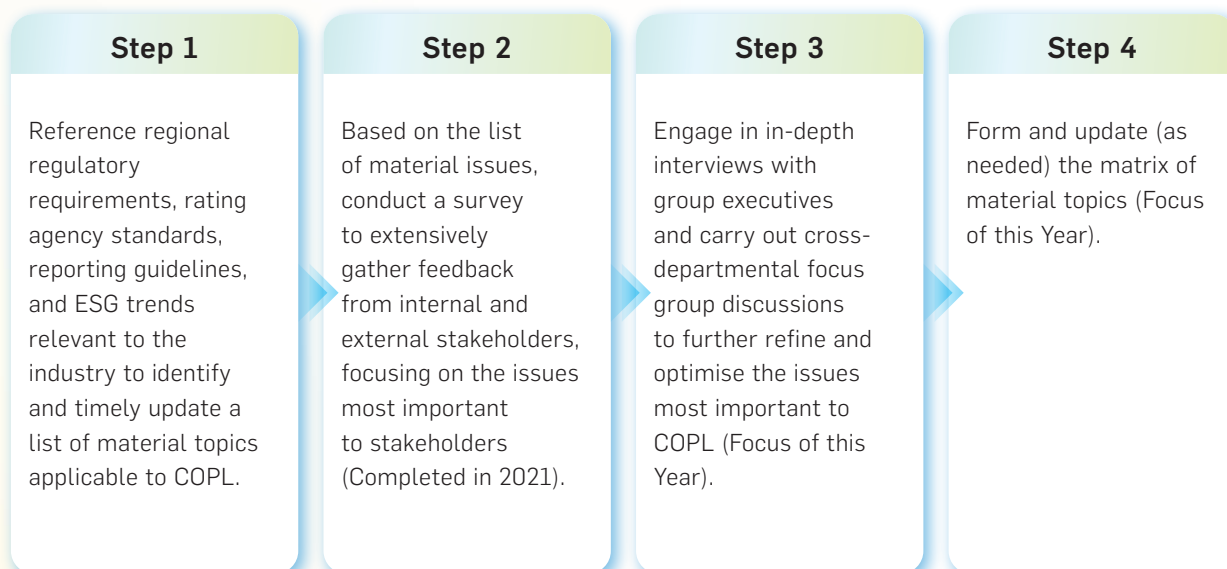 Step 1
Reference regional
regulatory
requirements, rating
agency standards,
reporting guidelines,
and ESG trends
relevant to the
industry to identify
and timely update a
list of material topics
applicable to COPL.
Step 2
Based on the list
of material issues,
conduct a survey
to extensively
gather feedback
from internal and
external stakeholders,
focusing on the issues
most important
to stakeholders
(Completed in 2021).
Step 3
Engage in in-depth
interviews with
group executives
and carry out cross-
departmental focus
group discussions
to further refine and
optimise the issues
most important to
COPL (Focus of this
Year).
Step 4
Form and update (as
needed) the matrix of
material topics (Focus
of this Year).